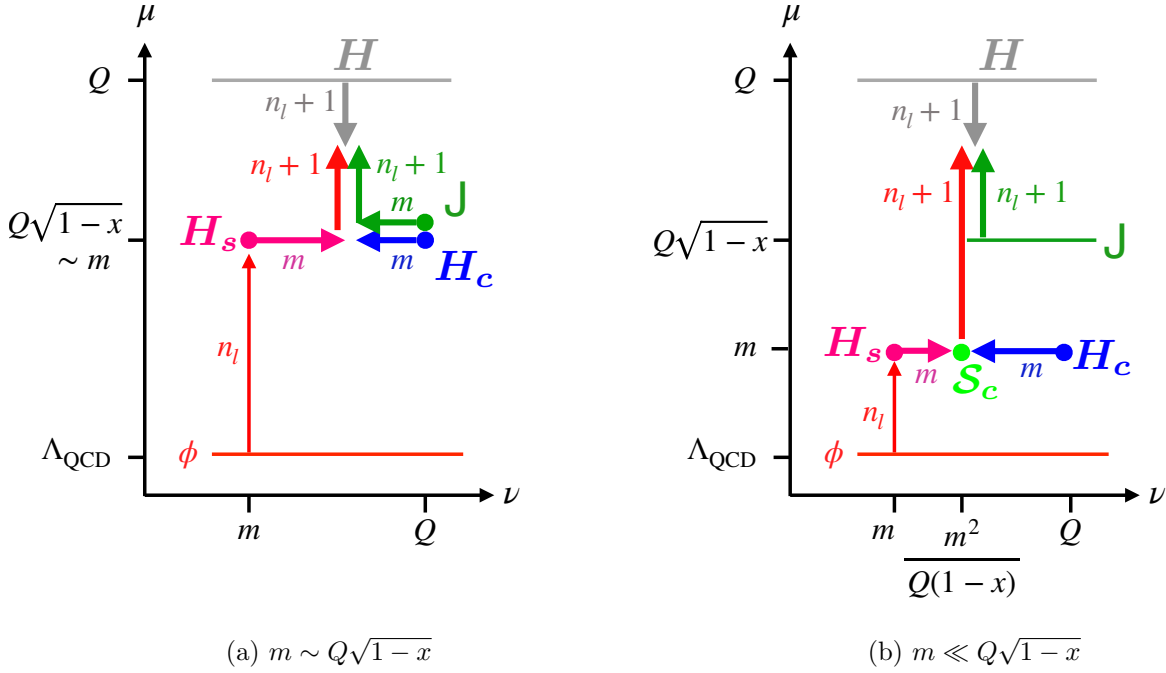 μ
Q
H
n_l + 1
n_l + 1
n_l + 1
m
J
Q√1 − x
∼ m
H_s
m
m
H_c
n_l
Λ_QCD
ϕ
m
Q
ν
(a) m ∼ Q√1 − x
μ
Q
H
n_l + 1
n_l + 1
n_l + 1
Q√1 − x
J
m
H_s
m
S_c
m
H_c
n_l
Λ_QCD
ϕ
m
m²
Q(1 − x)
Q
ν
(b) m ≪ Q√1 − x